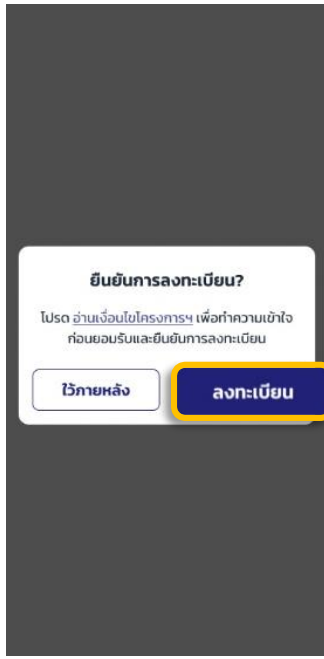 ยืนยันการลงทะเบียน?
โปรด อ่านเงื่อนไขโครงการฯ เพื่อทำความเข้าใจ
ก่อนยอมรับและยืนยันการลงทะเบียน
ไว้ภายหลัง
ลงทะเบียน